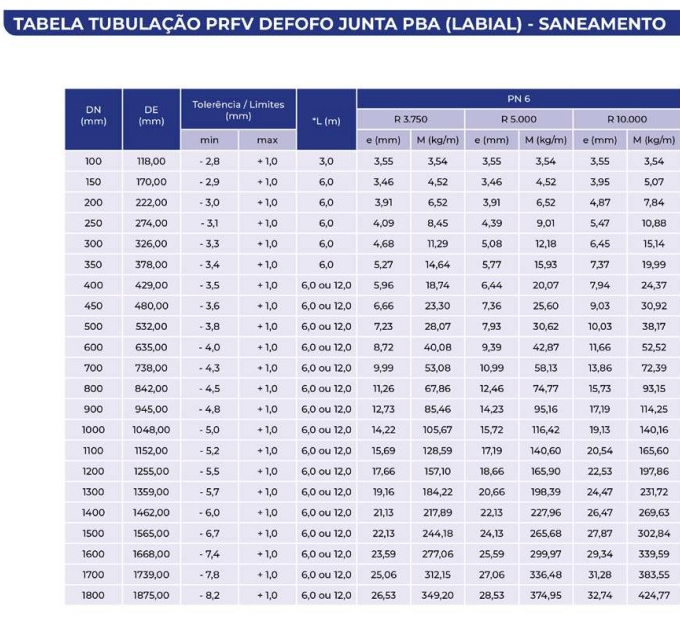 TABELA TUBULAÇÃO PRFV DEFOFO JUNTA PBA (LABIAL) - SANEAMENTO
DN (mm) DE (mm) Tolerência / Limites (mm) *L (m) PN 6
R 3.750 R 5.000 R 10.000
min max e (mm) M (kg/m) e (mm) M (kg/m) e (mm) M (kg/m)
100 118,00 - 2,8 + 1,0 3,0 3,55 3,54 3,55 3,54 3,55 3,54
150 170,00 - 2,9 + 1,0 6,0 3,46 4,52 3,46 4,52 3,95 5,07
200 222,00 - 3,0 + 1,0 6,0 3,91 6,52 3,91 6,52 4,87 7,84
250 274,00 - 3,1 + 1,0 6,0 4,09 8,45 4,39 9,01 5,47 10,88
300 326,00 - 3,3 + 1,0 6,0 4,68 11,29 5,08 12,18 6,45 15,14
350 378,00 - 3,4 + 1,0 6,0 5,27 14,64 5,77 15,93 7,37 19,99
400 429,00 - 3,5 + 1,0 6,0 ou 12,0 5,96 18,74 6,44 20,07 7,94 24,37
450 480,00 - 3,6 + 1,0 6,0 ou 12,0 6,66 23,30 7,36 25,60 9,03 30,92
500 532,00 - 3,8 + 1,0 6,0 ou 12,0 7,23 28,07 7,93 30,62 10,03 38,17
600 635,00 - 4,0 + 1,0 6,0 ou 12,0 8,72 40,08 9,39 42,87 11,66 52,52
700 738,00 - 4,3 + 1,0 6,0 ou 12,0 9,99 53,08 10,99 58,13 13,86 72,39
800 842,00 - 4,5 + 1,0 6,0 ou 12,0 11,26 67,86 12,46 74,77 15,73 93,15
900 945,00 - 4,8 + 1,0 6,0 ou 12,0 12,73 85,46 14,23 95,16 17,19 114,25
1000 1048,00 - 5,0 + 1,0 6,0 ou 12,0 14,22 105,67 15,72 116,42 19,13 140,16
1100 1152,00 - 5,2 + 1,0 6,0 ou 12,0 15,69 128,59 17,19 140,60 20,54 165,60
1200 1255,00 - 5,5 + 1,0 6,0 ou 12,0 17,66 157,10 18,66 165,90 22,53 197,86
1300 1359,00 - 5,7 + 1,0 6,0 ou 12,0 19,16 184,22 20,66 198,39 24,47 231,72
1400 1462,00 - 6,0 + 1,0 6,0 ou 12,0 21,13 217,89 22,13 227,96 26,47 269,63
1500 1565,00 - 6,7 + 1,0 6,0 ou 12,0 22,13 244,18 24,13 265,68 27,87 302,84
1600 1668,00 - 7,4 + 1,0 6,0 ou 12,0 23,59 277,06 25,59 299,97 29,34 339,59
1700 1739,00 - 7,8 + 1,0 6,0 ou 12,0 25,06 312,15 27,06 336,48 31,28 383,55
1800 1875,00 - 8,2 + 1,0 6,0 ou 12,0 26,53 349,20 28,53 374,95 32,74 424,77